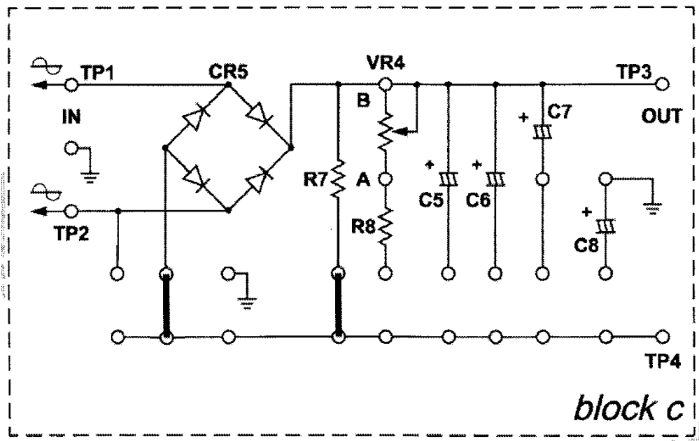 TP1
CR5
VR4
TP3
IN
B
OUT
C7
+
R7
A
+
C5
+
C6
+
C8
R8
TP2
TP4
block c